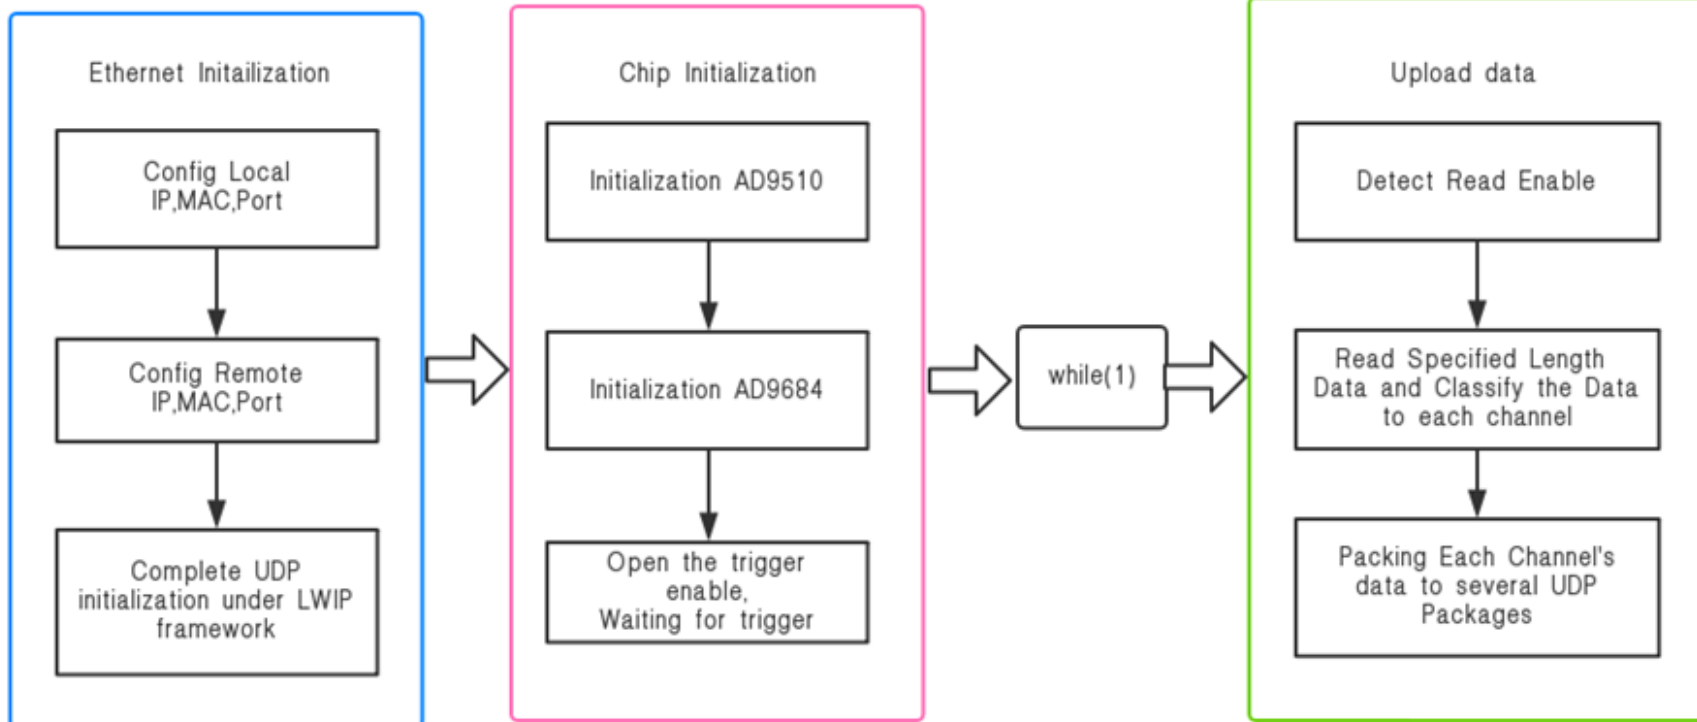 Ethernet Initailization
Config Local
IP,MAC,Port
Config Remote
IP,MAC,Port
Complete UDP
initialization under LWIP
framework
Chip Initialization
Initialization AD9510
Initialization AD9684
Open the trigger
enable,
Waiting for trigger
while(1)
Upload data
Detect Read Enable
Read Specified Length
Data and Classify the Data
to each channel
Packing Each Channel's
data to several UDP
Packages